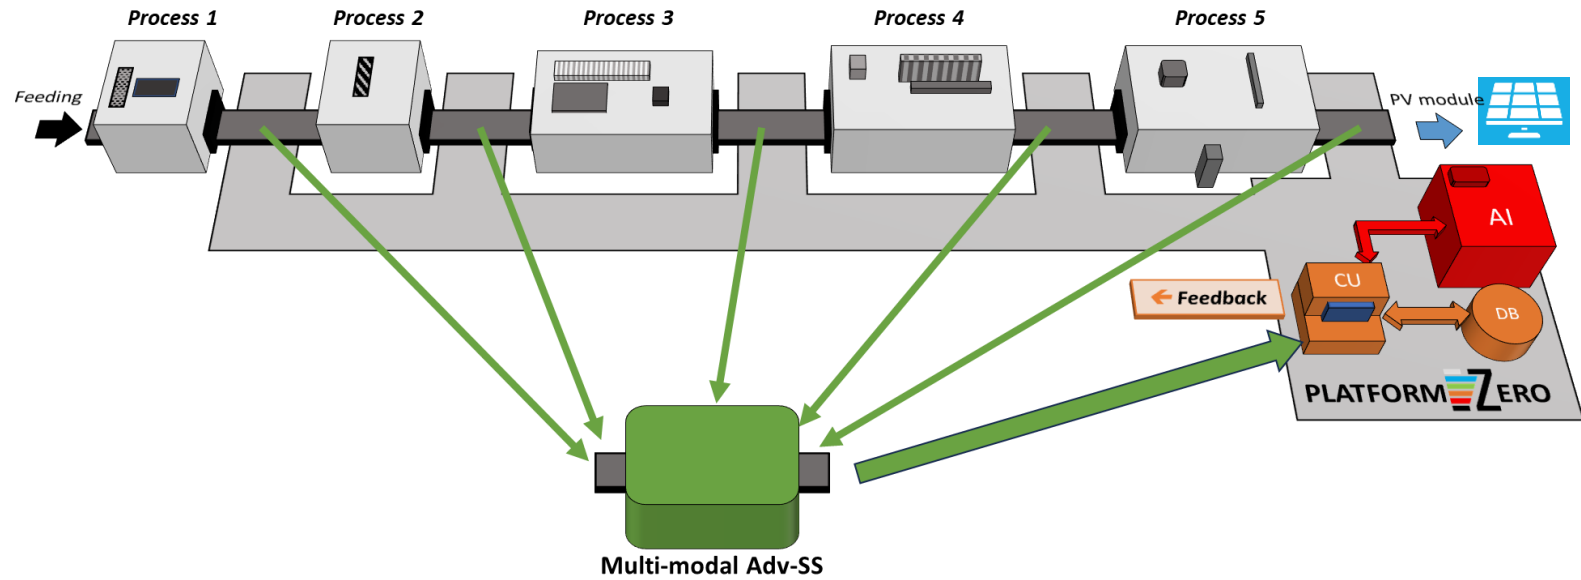 Process 1
Process 2
Process 3
Process 4
Process 5
Feeding
PV module
AI
CU
Feedback
DB
PLATFORM ZERO
Multi-modal Adv-SS